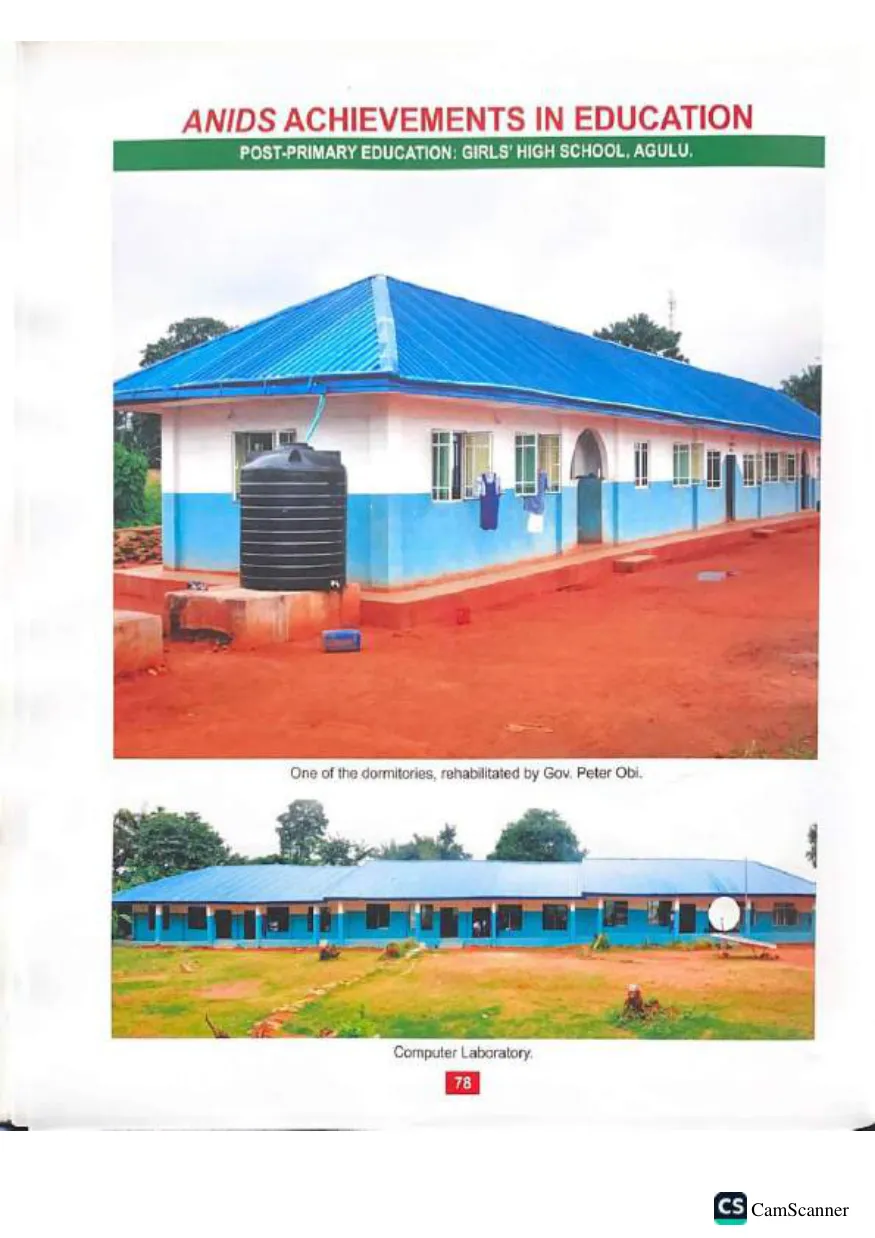 ANIDS ACHIEVEMENTS IN EDUCATION
POST-PRIMARY EDUCATION: GIRLS' HIGH SCHOOL, AGULU.
One of the dormitories, rehabilitated by Gov. Peter Obi.
Computer Laboratory.
78
CS CamScanner